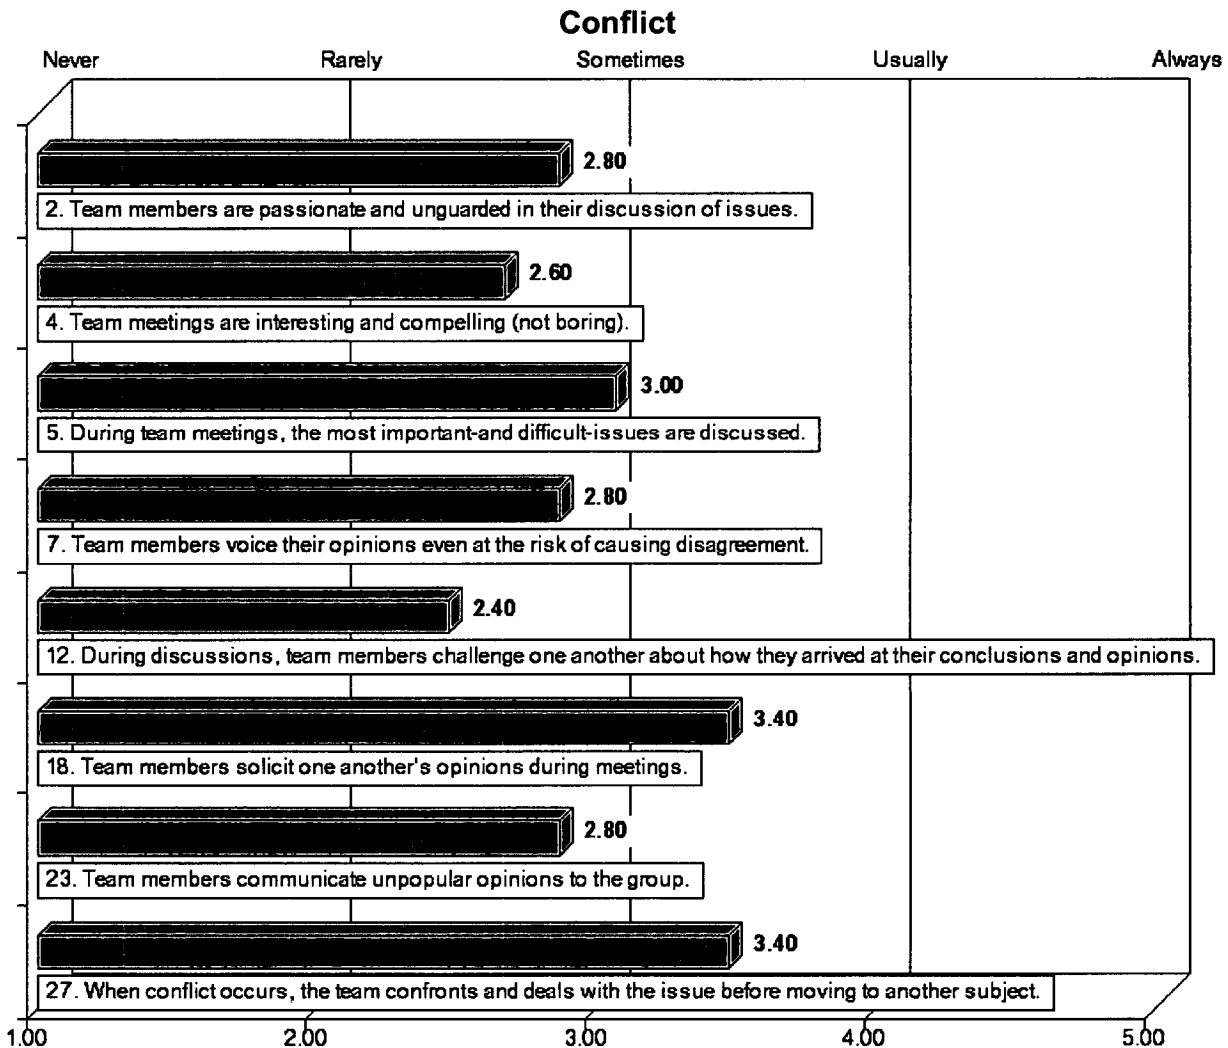 Conflict
Never Rarely Sometimes Usually Always
2.80
2. Team members are passionate and unguarded in their discussion of issues.
2.60
4. Team meetings are interesting and compelling (not boring).
3.00
5. During team meetings, the most important-and difficult-issues are discussed.
2.80
7. Team members voice their opinions even at the risk of causing disagreement.
2.40
12. During discussions, team members challenge one another about how they arrived at their conclusions and opinions.
3.40
18. Team members solicit one another's opinions during meetings.
2.80
23. Team members communicate unpopular opinions to the group.
3.40
27. When conflict occurs, the team confronts and deals with the issue before moving to another subject.
1.00 2.00 3.00 4.00 5.00